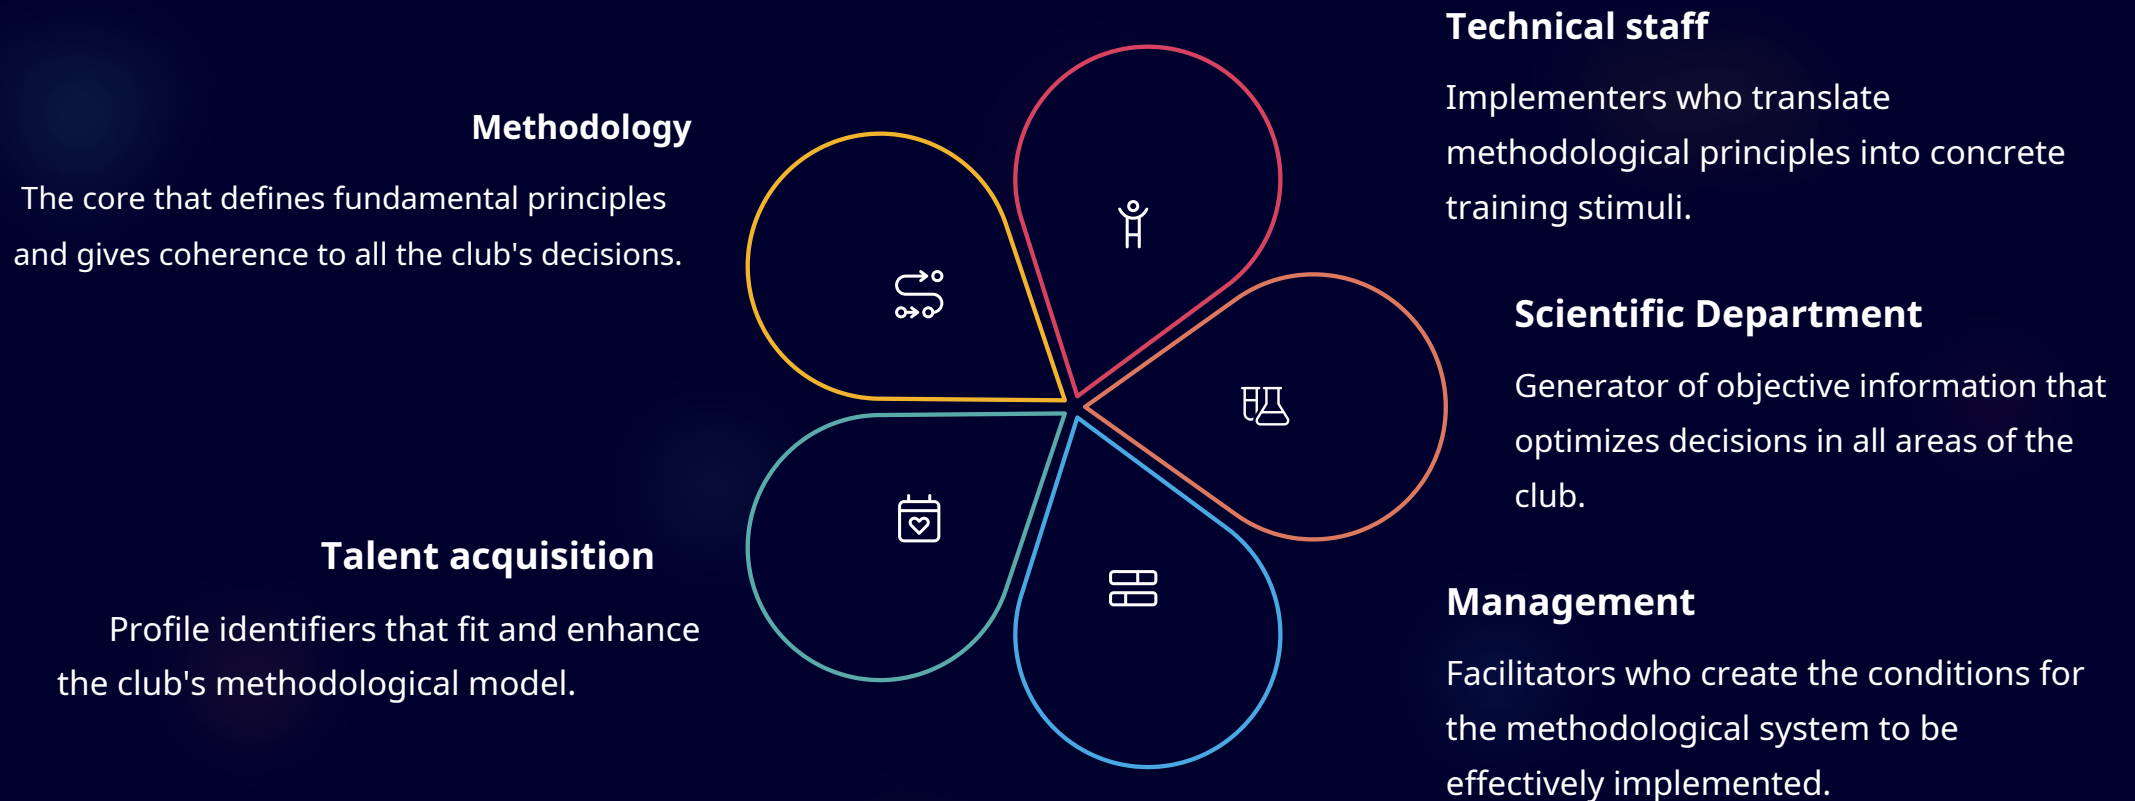 Technical staff
Implementers who translate
methodological principles into concrete
training stimuli.
Methodology
The core that defines fundamental principles
and gives coherence to all the club's decisions.
Scientific Department
Generator of objective information that
optimizes decisions in all areas of the
club.
Talent acquisition
Profile identifiers that fit and enhance
the club's methodological model.
Management
Facilitators who create the conditions for
the methodological system to be
effectively implemented.